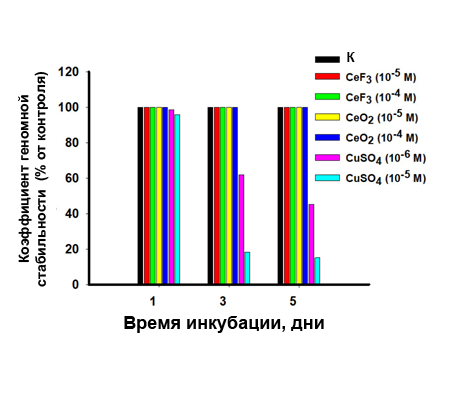 К
CeF3 (10-5 M)
CeF3 (10-4 M)
CeO2 (10-5 M)
CeO2 (10-4 M)
CuSO4 (10-6 M)
CuSO4 (10-5 M)
Коэффициент геномной
стабильности (% от контроля)
120
100
80
60
40
20
0
1 3 5
Время инкубации, дни